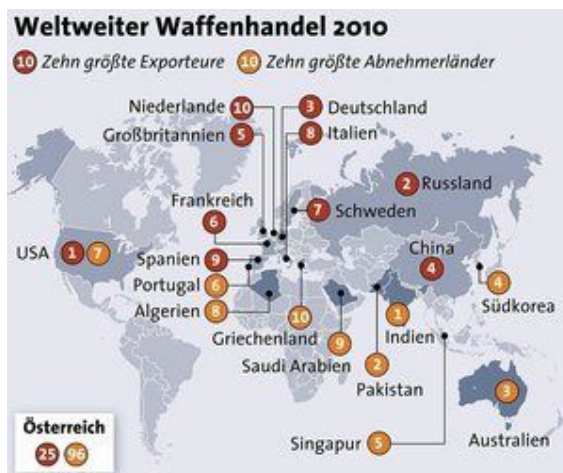 Weltweiter Waffenhandel 2010
10 Zehn größte Exporteure 10 Zehn größte Abnehmerländer
Niederlande 10 3 Deutschland
Großbritannien 5 8 Italien
2 Russland
Frankreich
6
7 Schweden
USA 1 7
China
4
Spanien 9
Portugal 6
4
Südkorea
Algerien 8
10
Griechenland
1
Indien
9
Saudi Arabien
2
Pakistan
3
Australien
Singapur 5
Österreich
25 96